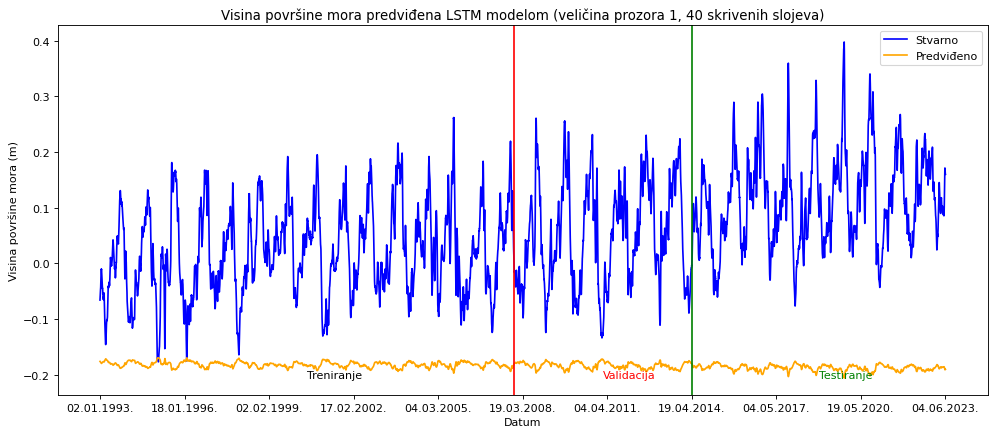 Visina površine mora predviđena LSTM modelom (veličina prozora 1, 40 skrivenih slojeva)
Stvarno
Predviđeno
0.4
0.3
0.2
0.1
0.0
−0.1
−0.2
Visina površine mora (m)
Treniranje
Validacija
Testiranje
02.01.1993.
18.01.1996.
02.02.1999.
17.02.2002.
04.03.2005.
19.03.2008.
04.04.2011.
19.04.2014.
04.05.2017.
19.05.2020.
04.06.2023.
Datum